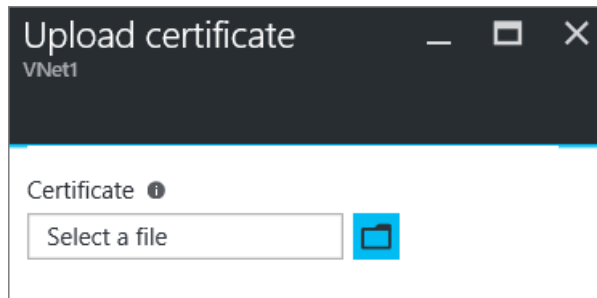 Upload certificate
VNet1
Certificate
Select a file